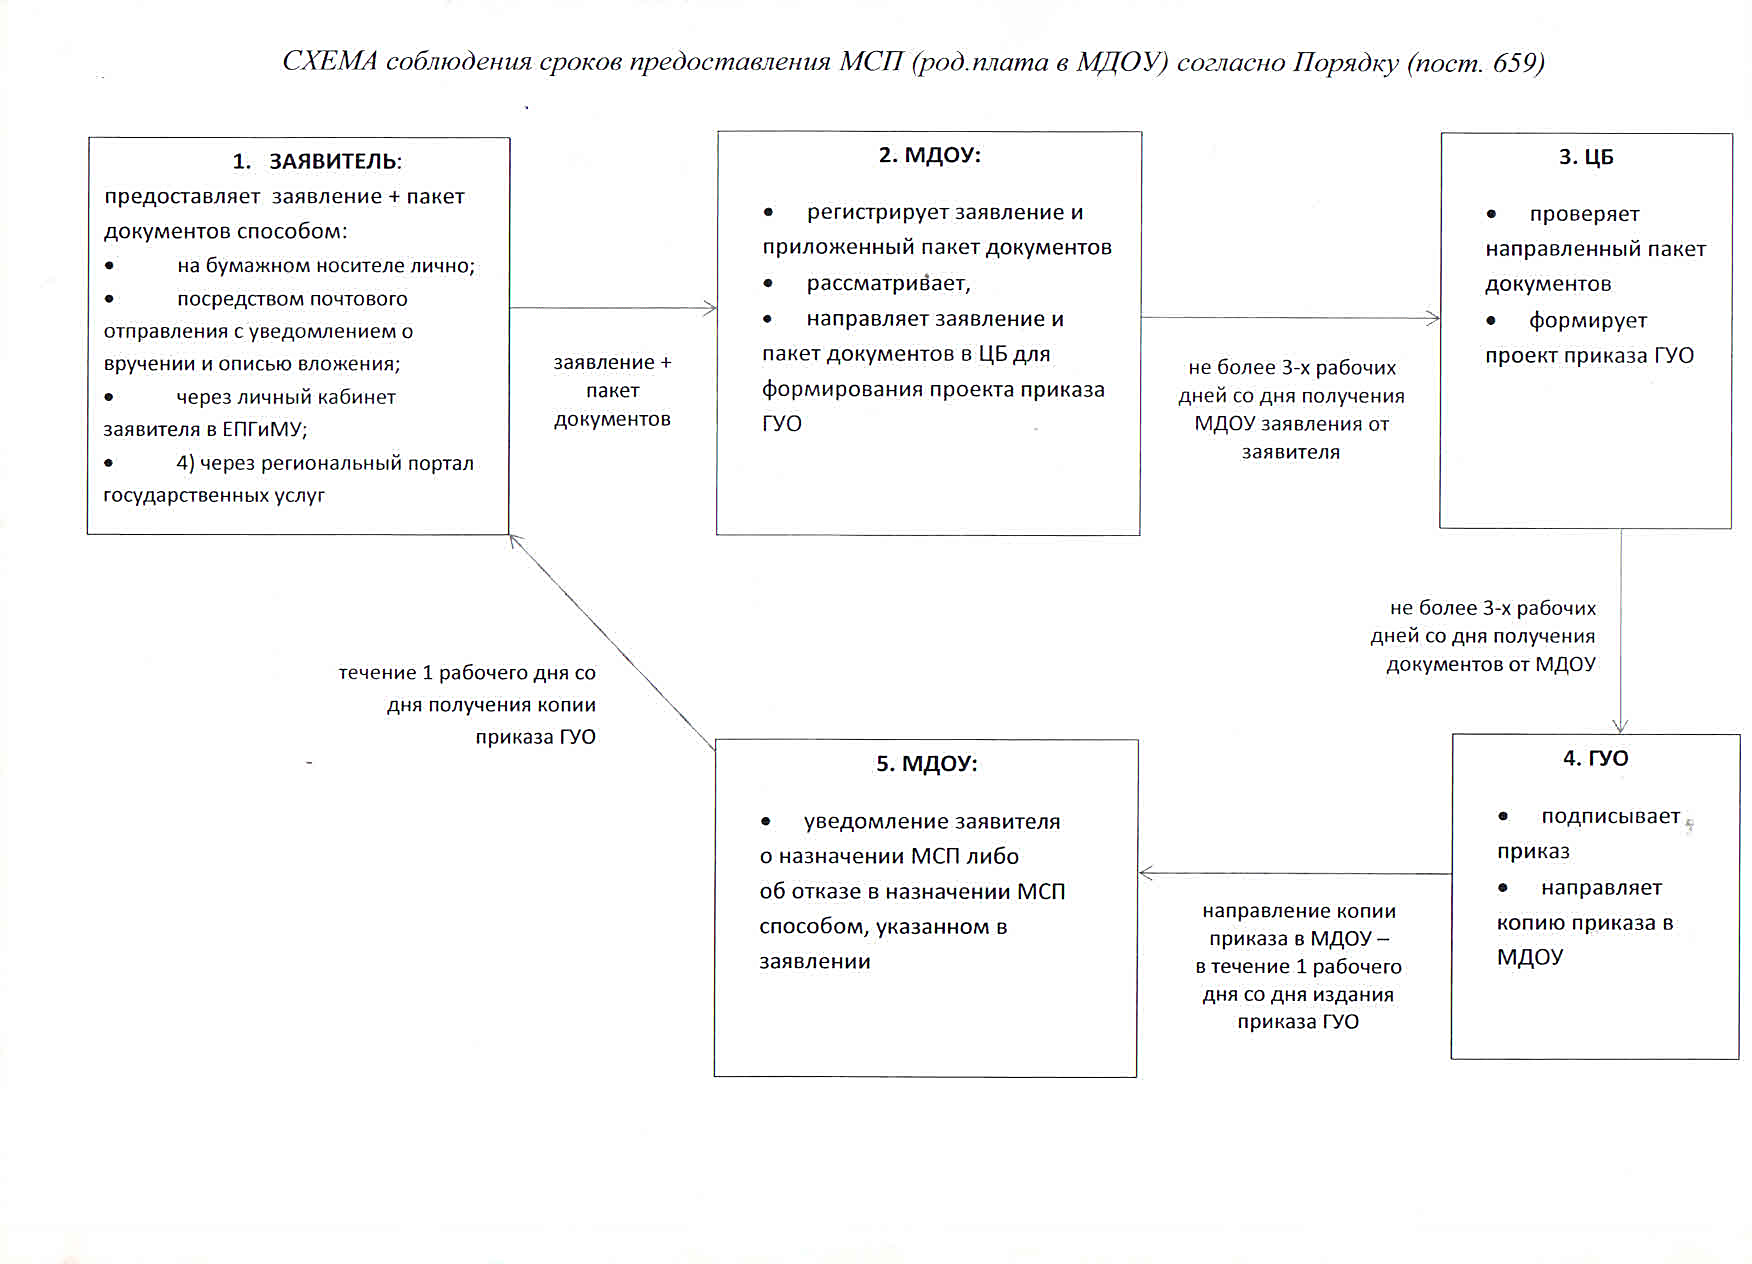 СХЕМА соблюдения сроков предоставления МСП (род.плата в МДОУ) согласно Порядку (пост. 659)
1. ЗАЯВИТЕЛЬ:
предоставляет заявление + пакет
документов способом:
• на бумажном носителе лично;
• посредством почтового
отправления с уведомлением о
вручении и описью вложения;
• через личный кабинет
заявителя в ЕПГиМУ;
• 4) через региональный портал
государственных услуг
заявление +
пакет
документов
2. МДОУ:
• регистрирует заявление и
приложенный пакет документов
• рассматривает,
• направляет заявление и
пакет документов в ЦБ для
формирования проекта приказа
ГУО
не более 3-х рабочих
дней со дня получения
МДОУ заявления от
заявителя
3. ЦБ
• проверяет
направленный пакет
документов
• формирует
проект приказа ГУО
не более 3-х рабочих
дней со дня получения
документов от МДОУ
4. ГУО
• подписывает
приказ
• направляет
копию приказа в
МДОУ
направление копии
приказа в МДОУ –
в течение 1 рабочего
дня со дня издания
приказа ГУО
5. МДОУ:
• уведомление заявителя
о назначении МСП либо
об отказе в назначении МСП
способом, указанном в
заявлении
течение 1 рабочего дня со
дня получения копии
приказа ГУО